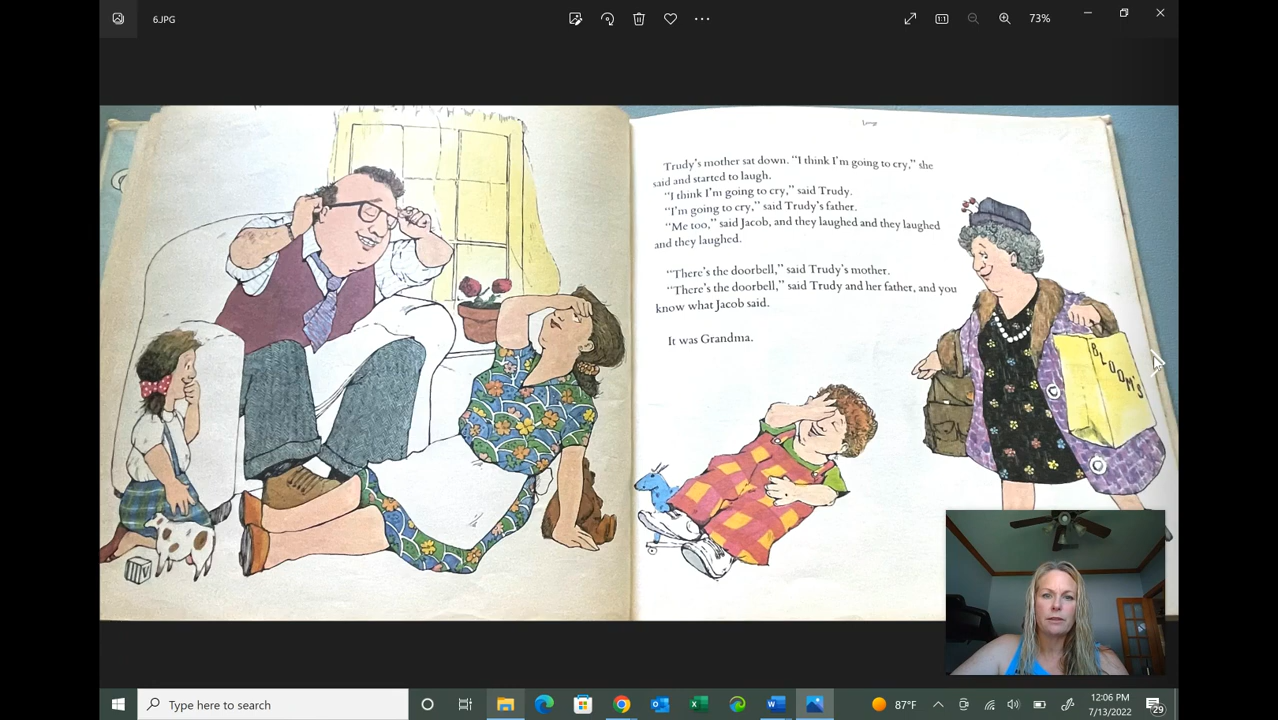 6.JPG
73%
Trudy's mother sat down. "I think I'm going to cry," she
said and started to laugh.
"I think I'm going to cry," said Trudy.
"I'm going to cry," said Trudy's father.
"Me too," said Jacob, and they laughed and they laughed
and they laughed.
"There's the doorbell," said Trudy's mother.
"There's the doorbell," said Trudy and her father, and you
know what Jacob said.
It was Grandma.
BLOOM'S
Type here to search
87°F
12:06 PM
7/13/2022
29